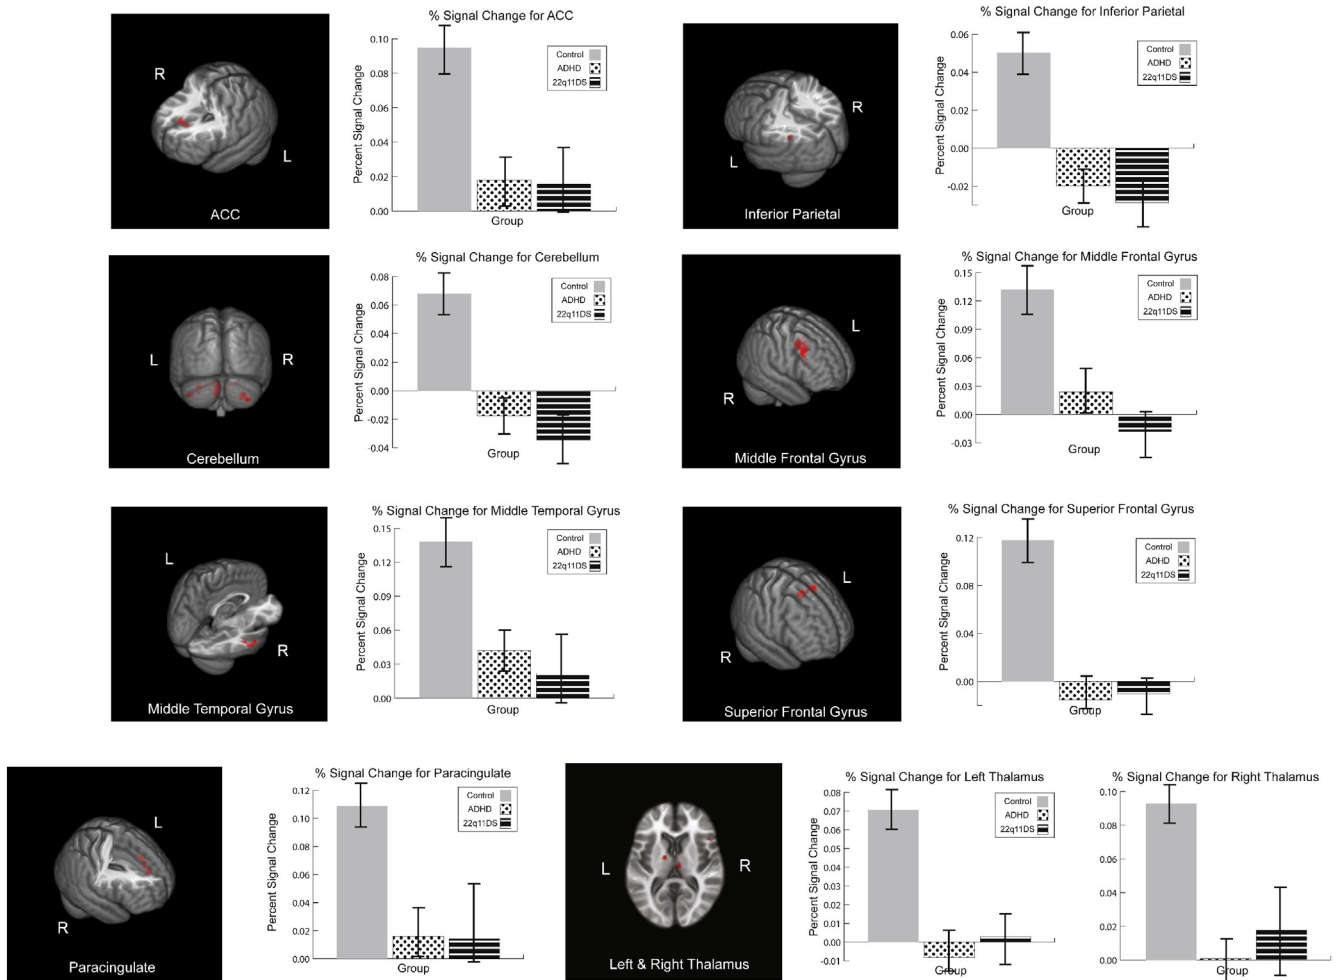 % Signal Change for ACC
R
L
ACC
Percent Signal Change
0.10
0.08
0.06
0.04
0.02
0.00
Control
ADHD
22q11DS
Group
% Signal Change for Inferior Parietal
R
L
Inferior Parietal
Percent Signal Change
0.06
0.04
0.02
0.00
-0.02
Control
ADHD
22q11DS
Group
% Signal Change for Cerebellum
L
R
Cerebellum
Percent Signal Change
0.08
0.06
0.04
0.02
0.00
-0.02
-0.04
Control
ADHD
22q11DS
Group
% Signal Change for Middle Frontal Gyrus
L
R
Middle Frontal Gyrus
Percent Signal Change
0.15
0.12
0.09
0.06
0.03
0.00
-0.03
Control
ADHD
22q11DS
Group
% Signal Change for Middle Temporal Gyrus
L
R
Middle Temporal Gyrus
Percent Signal Change
0.15
0.12
0.09
0.06
0.03
0.00
Control
ADHD
22q11DS
Group
% Signal Change for Superior Frontal Gyrus
L
R
Superior Frontal Gyrus
Percent Signal Change
0.12
0.08
0.04
0.00
Control
ADHD
22q11DS
Group
% Signal Change for Paracingulate
L
R
Paracingulate
Percent Signal Change
0.12
0.10
0.08
0.06
0.04
0.02
0.00
Control
ADHD
22q11DS
Group
L
R
Left & Right Thalamus
% Signal Change for Left Thalamus
Percent Signal Change
0.08
0.07
0.06
0.05
0.04
0.03
0.02
0.01
0.00
-0.01
Control
ADHD
22q11DS
Group
% Signal Change for Right Thalamus
Percent Signal Change
0.10
0.08
0.06
0.04
0.02
0.00
Control
ADHD
22q11DS
Group